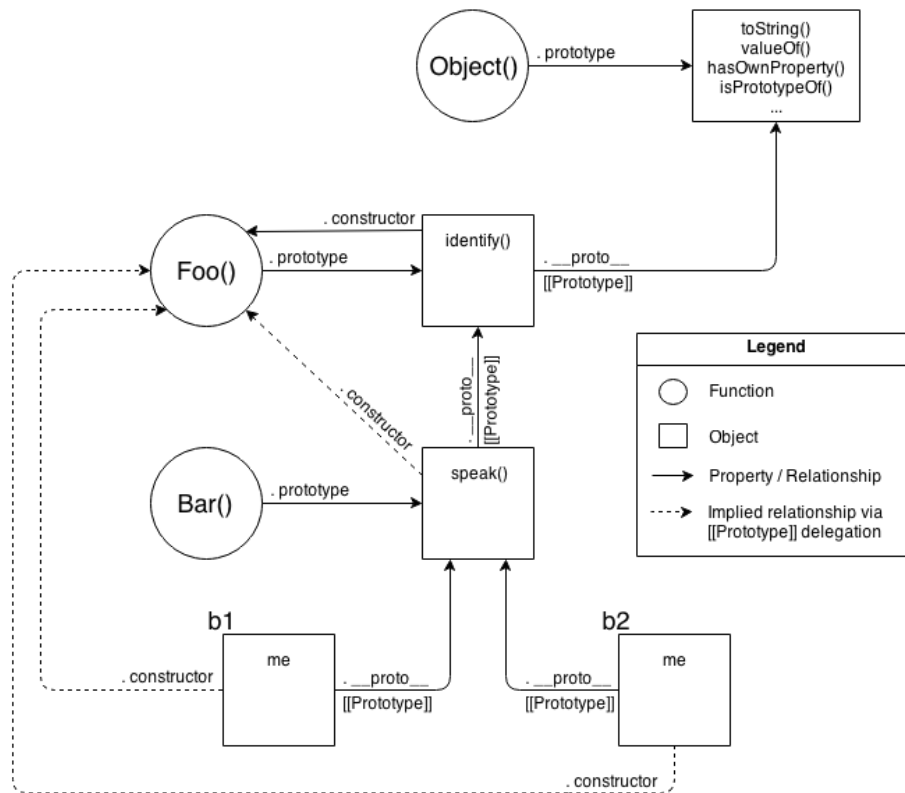 Object()
. prototype
toString()
valueOf()
hasOwnProperty()
isPrototypeOf()
...
. constructor
Foo()
. prototype
identify()
. __proto__
[[Prototype]]
. __proto__
[[Prototype]]
. constructor
Legend
Function
Object
Property / Relationship
Implied relationship via
[[Prototype]] delegation
Bar()
. prototype
speak()
b1
me
. constructor
. __proto__
[[Prototype]]
b2
me
. __proto__
[[Prototype]]
. constructor